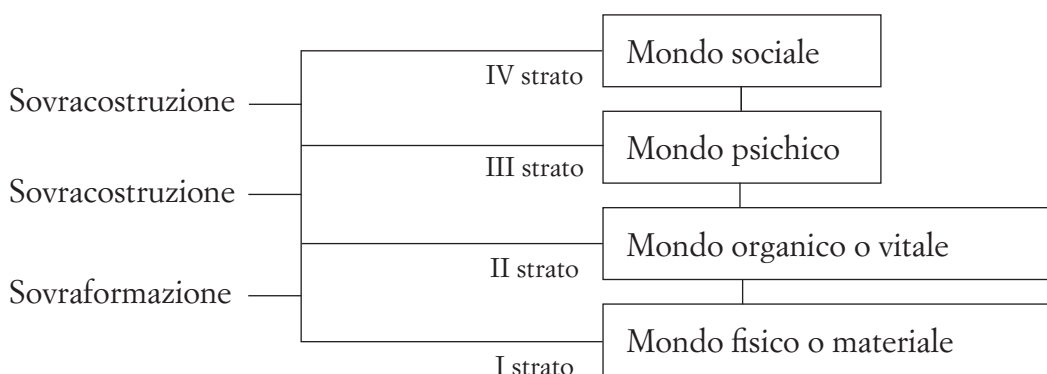 Mondo sociale
IV strato
Sovracostruzione
Mondo psichico
III strato
Sovracostruzione
Mondo organico o vitale
II strato
Sovraformazione
Mondo fisico o materiale
I strato